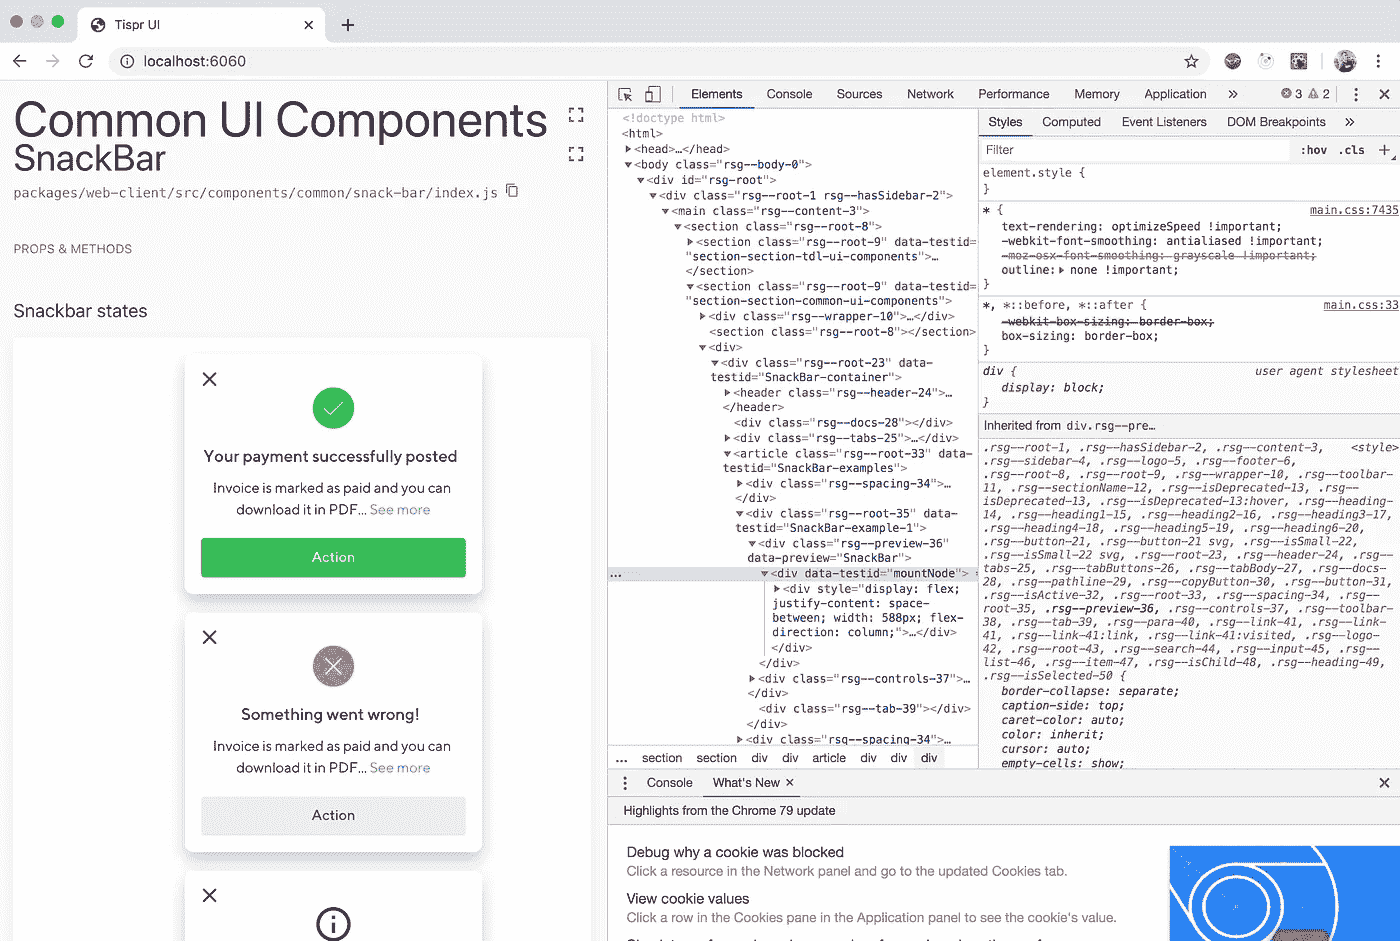 Tispr UI
localhost:6060
Common UI Components
SnackBar
packages/web-client/src/components/common/snack-bar/index.js
PROPS & METHODS
Snackbar states
Your payment successfully posted
Invoice is marked as paid and you can
download it in PDF... See more
Action
Something went wrong!
Invoice is marked as paid and you can
download it in PDF... See more
Action
Elements Console Sources Network Performance Memory Application » 3 2
<!doctype html>
<html>
<head>…</head>
<body class="rsg--body-0">
<div id="rsg-root">
<div class="rsg--root-1 rsg--hasSidebar-2">
<main class="rsg--content-3">
<section class="rsg--root-8">
<section class="rsg--root-9" data-testid=
"section-section-tdl-ui-components">…
</section>
<section class="rsg--root-9" data-testid=
"section-section-common-ui-components">
<div class="rsg--wrapper-10">…</div>
<section class="rsg--root-8"></section>
<div>
<div class="rsg--root-23" data-
testid="SnackBar-container">
<header class="rsg--header-24">…
</header>
<div class="rsg--docs-28"></div>
<div class="rsg--tabs-25">…</div>
<article class="rsg--root-33" data-
testid="SnackBar-examples">
<div class="rsg--spacing-34">…
</div>
<div class="rsg--root-35" data-
testid="SnackBar-example-1">
<div class="rsg--preview-36"
data-preview="SnackBar">
... <div data-testid="mountNode"> =
<div style="display: flex;
justify-content: space-
between; width: 588px; flex-
direction: column;">…</div>
</div>
</div>
<div class="rsg--controls-37">…
</div>
<div class="rsg--tab-39"></div>
</div>
<div class="rsg--spacing-34">…
... section section div div article div div div
Styles Computed Event Listeners DOM Breakpoints »
Filter :hov .cls +
element.style {
}
* { main.css:7435
text-rendering: optimizeSpeed !important;
-webkit-font-smoothing: antialiased !important;
-moz-osx-font-smoothing: grayscale !important;
outline: none !important;
}
*, *::before, *::after { main.css:33
-webkit-box-sizing: border-box;
box-sizing: border-box;
}
div { user agent stylesheet
display: block;
}
Inherited from div.rsg--pre…
.rsg--root-1, .rsg--hasSidebar-2, .rsg--content-3, <style>
.rsg--sidebar-4, .rsg--logo-5, .rsg--footer-6,
.rsg--root-8, .rsg--root-9, .rsg--wrapper-10, .rsg--toolbar-
11, .rsg--sectionName-12, .rsg--isDeprecated-13, .rsg--
isDeprecated-13, .rsg--isDeprecated-13:hover, .rsg--heading-
14, .rsg--heading1-15, .rsg--heading2-16, .rsg--heading3-17,
.rsg--heading4-18, .rsg--heading5-19, .rsg--heading6-20,
.rsg--button-21, .rsg--button-21 svg, .rsg--isSmall-22,
.rsg--isSmall-22 svg, .rsg--root-23, .rsg--header-24, .rsg--
tabs-25, .rsg--tabButtons-26, .rsg--tabBody-27, .rsg--docs-
28, .rsg--pathline-29, .rsg--copyButton-30, .rsg--button-31,
.rsg--isActive-32, .rsg--root-33, .rsg--spacing-34, .rsg--
root-35, .rsg--preview-36, .rsg--controls-37, .rsg--toolbar-
38, .rsg--tab-39, .rsg--para-40, .rsg--link-41, .rsg--link-
41, .rsg--link-41:link, .rsg--link-41:visited, .rsg--logo-
42, .rsg--root-43, .rsg--search-44, .rsg--input-45, .rsg--
list-46, .rsg--item-47, .rsg--isChild-48, .rsg--heading-49,
.rsg--isSelected-50 {
border-collapse: separate;
caption-side: top;
caret-color: auto;
color: inherit;
cursor: auto;
empty-cells: show;
Console What's New
Highlights from the Chrome 79 update
Debug why a cookie was blocked
Click a resource in the Network panel and go to the updated Cookies tab.
View cookie values
Click a row in the Cookies pane in the Application panel to see the cookie's value.